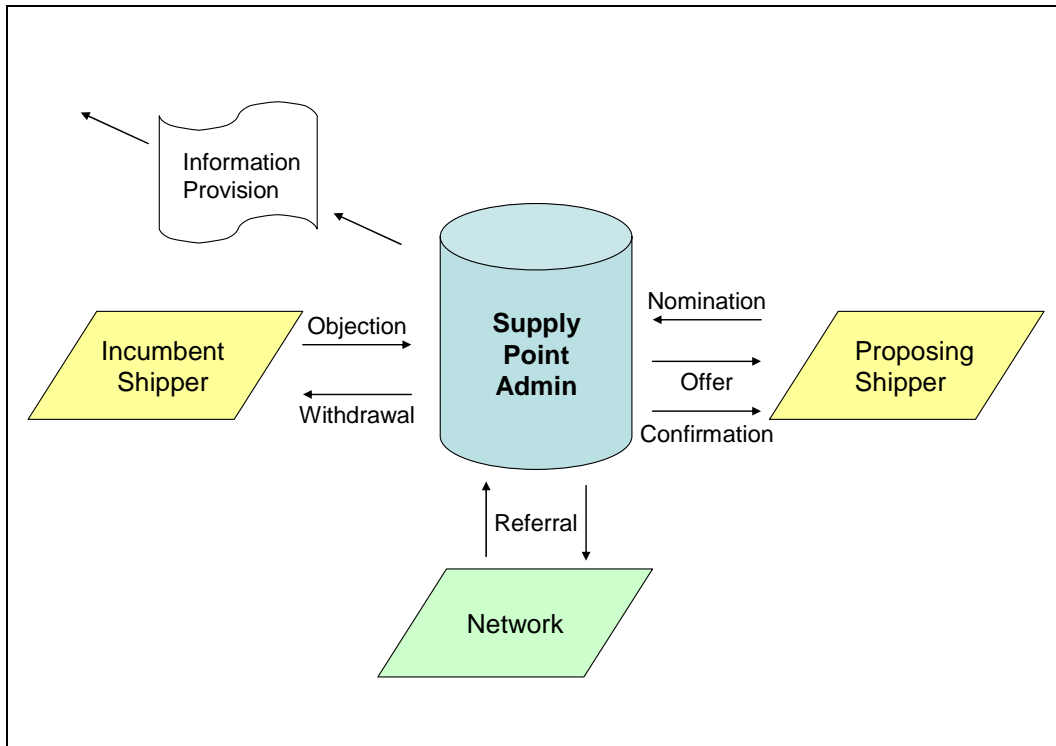 Information
Provision
Nomination
Objection
Incumbent
Shipper
Supply
Point
Admin
Proposing
Shipper
Offer
Withdrawal
Confirmation
Referral
Network